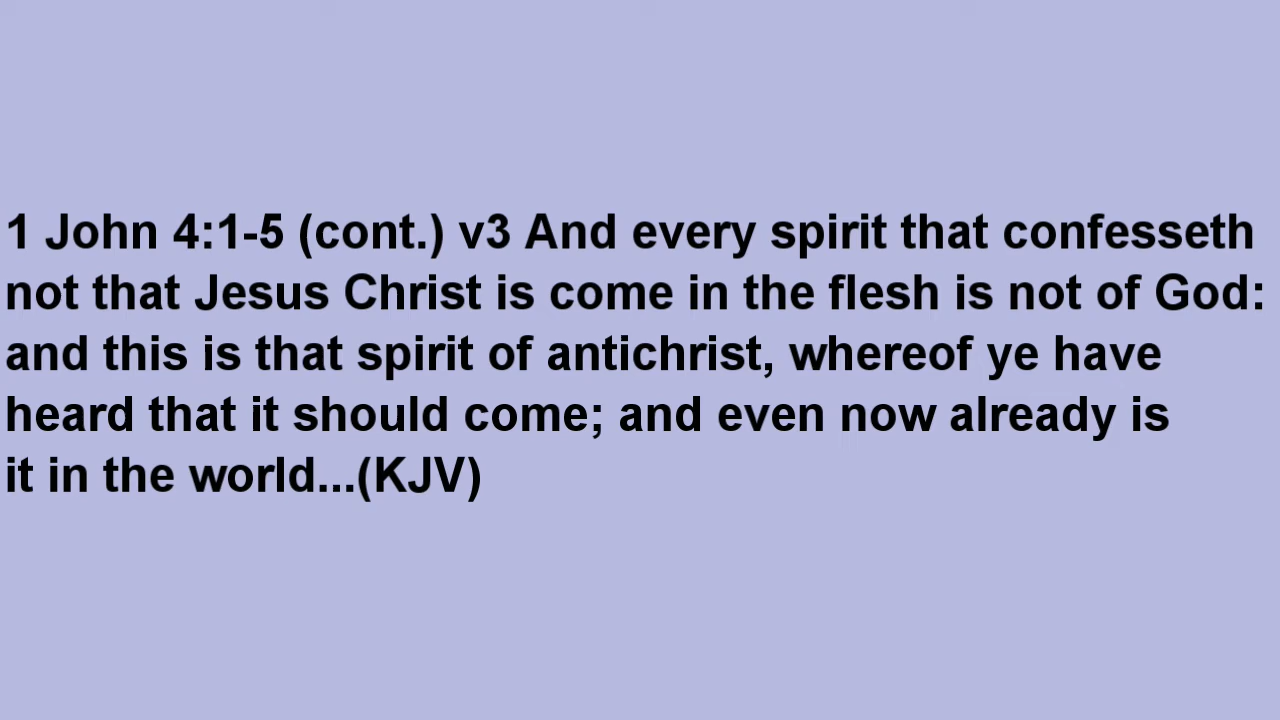 1 John 4:1-5 (cont.) v3 And every spirit that confesseth
not that Jesus Christ is come in the flesh is not of God:
and this is that spirit of antichrist, whereof ye have
heard that it should come; and even now already is
it in the world...(KJV)